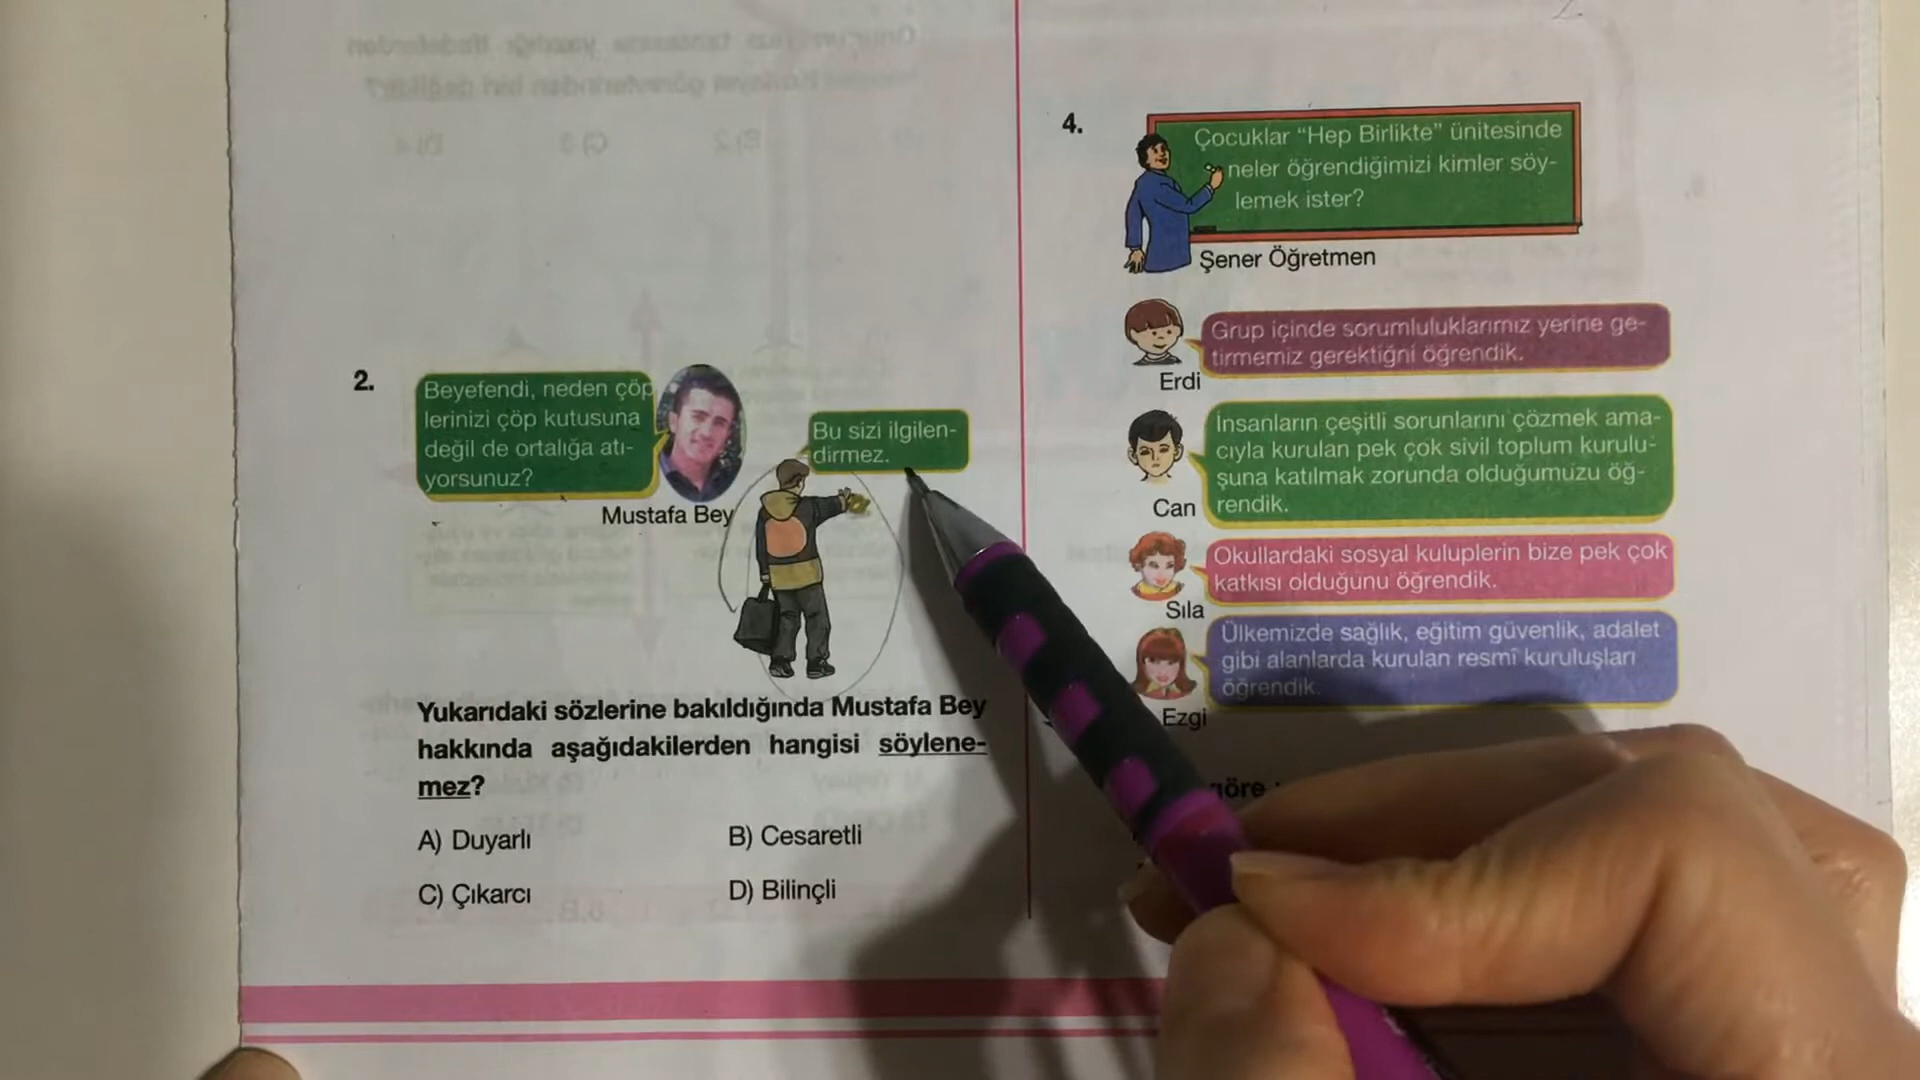 2.
Beyefendi, neden çöp
lerinizi çöp kutusuna
değil de ortalığa atı-
yorsunuz?
Mustafa Bey
Bu sizi ilgilen-
dirmez.
Yukarıdaki sözlerine bakıldığında Mustafa Bey
hakkında aşağıdakilerden hangisi söylene-
mez?
A) Duyarlı
B) Cesaretli
C) Çıkarcı
D) Bilinçli
4.
Çocuklar “Hep Birlikte” ünitesinde
neler öğrendiğimizi kimler söy-
lemek ister?
Şener Öğretmen
Grup içinde sorumluluklarımız yerine ge-
tirmemiz gerektiğni öğrendik.
Erdi
İnsanların çeşitli sorunlarını çözmek ama-
cıyla kurulan pek çok sivil toplum kurulu-
şuna katılmak zorunda olduğumuzu öğ-
rendik.
Can
Okullardaki sosyal kuluplerin bize pek çok
katkısı olduğunu öğrendik.
Sıla
Ülkemizde sağlık, eğitim güvenlik, adalet
gibi alanlarda kurulan resmî kuruluşları
öğrendik.
Ezgi
göre